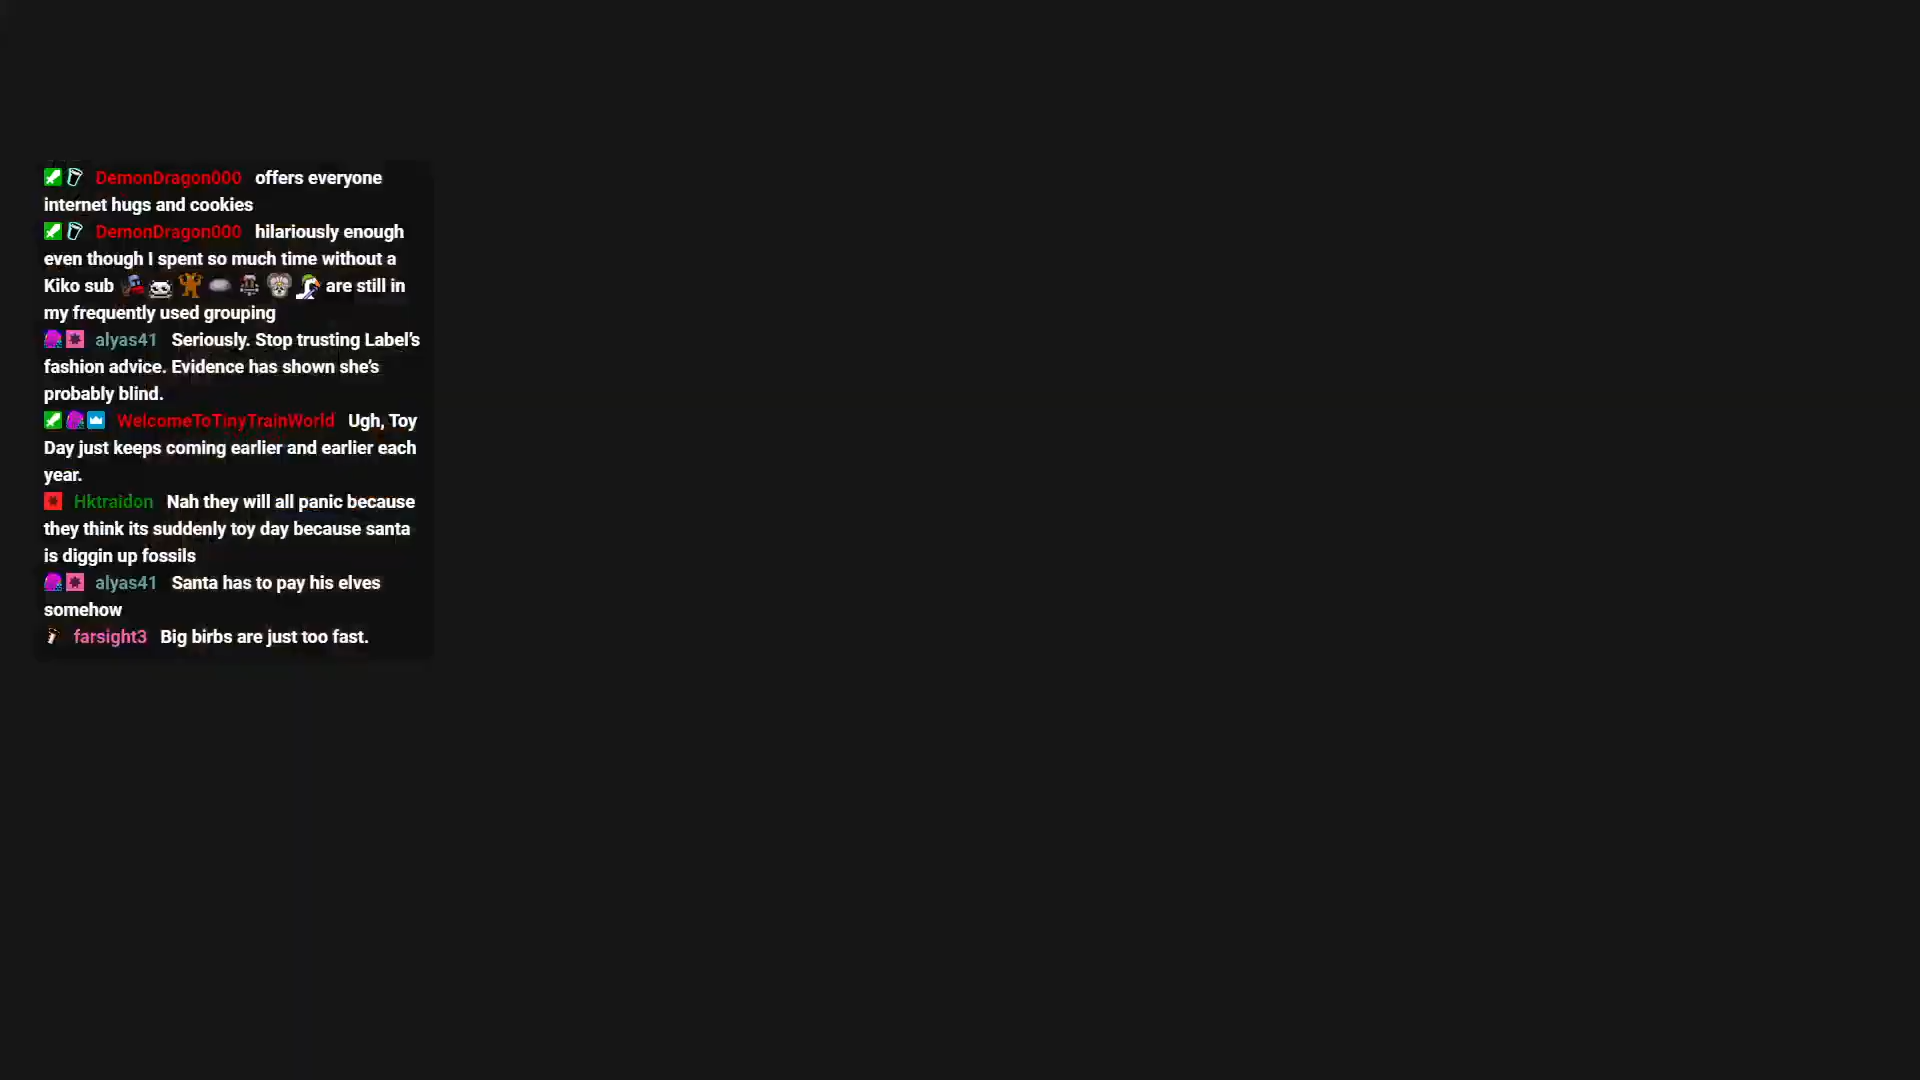 DemonDragon000 offers everyone
internet hugs and cookies
DemonDragon000 hilariously enough
even though I spent so much time without a
Kiko sub are still in
my frequently used grouping
alyas41 Seriously. Stop trusting Label's
fashion advice. Evidence has shown she's
probably blind.
WelcomeToTinyTrainWorld Ugh, Toy
Day just keeps coming earlier and earlier each
year.
Hktraidon Nah they will all panic because
they think its suddenly toy day because santa
is diggin up fossils
alyas41 Santa has to pay his elves
somehow
farsight3 Big birbs are just too fast.